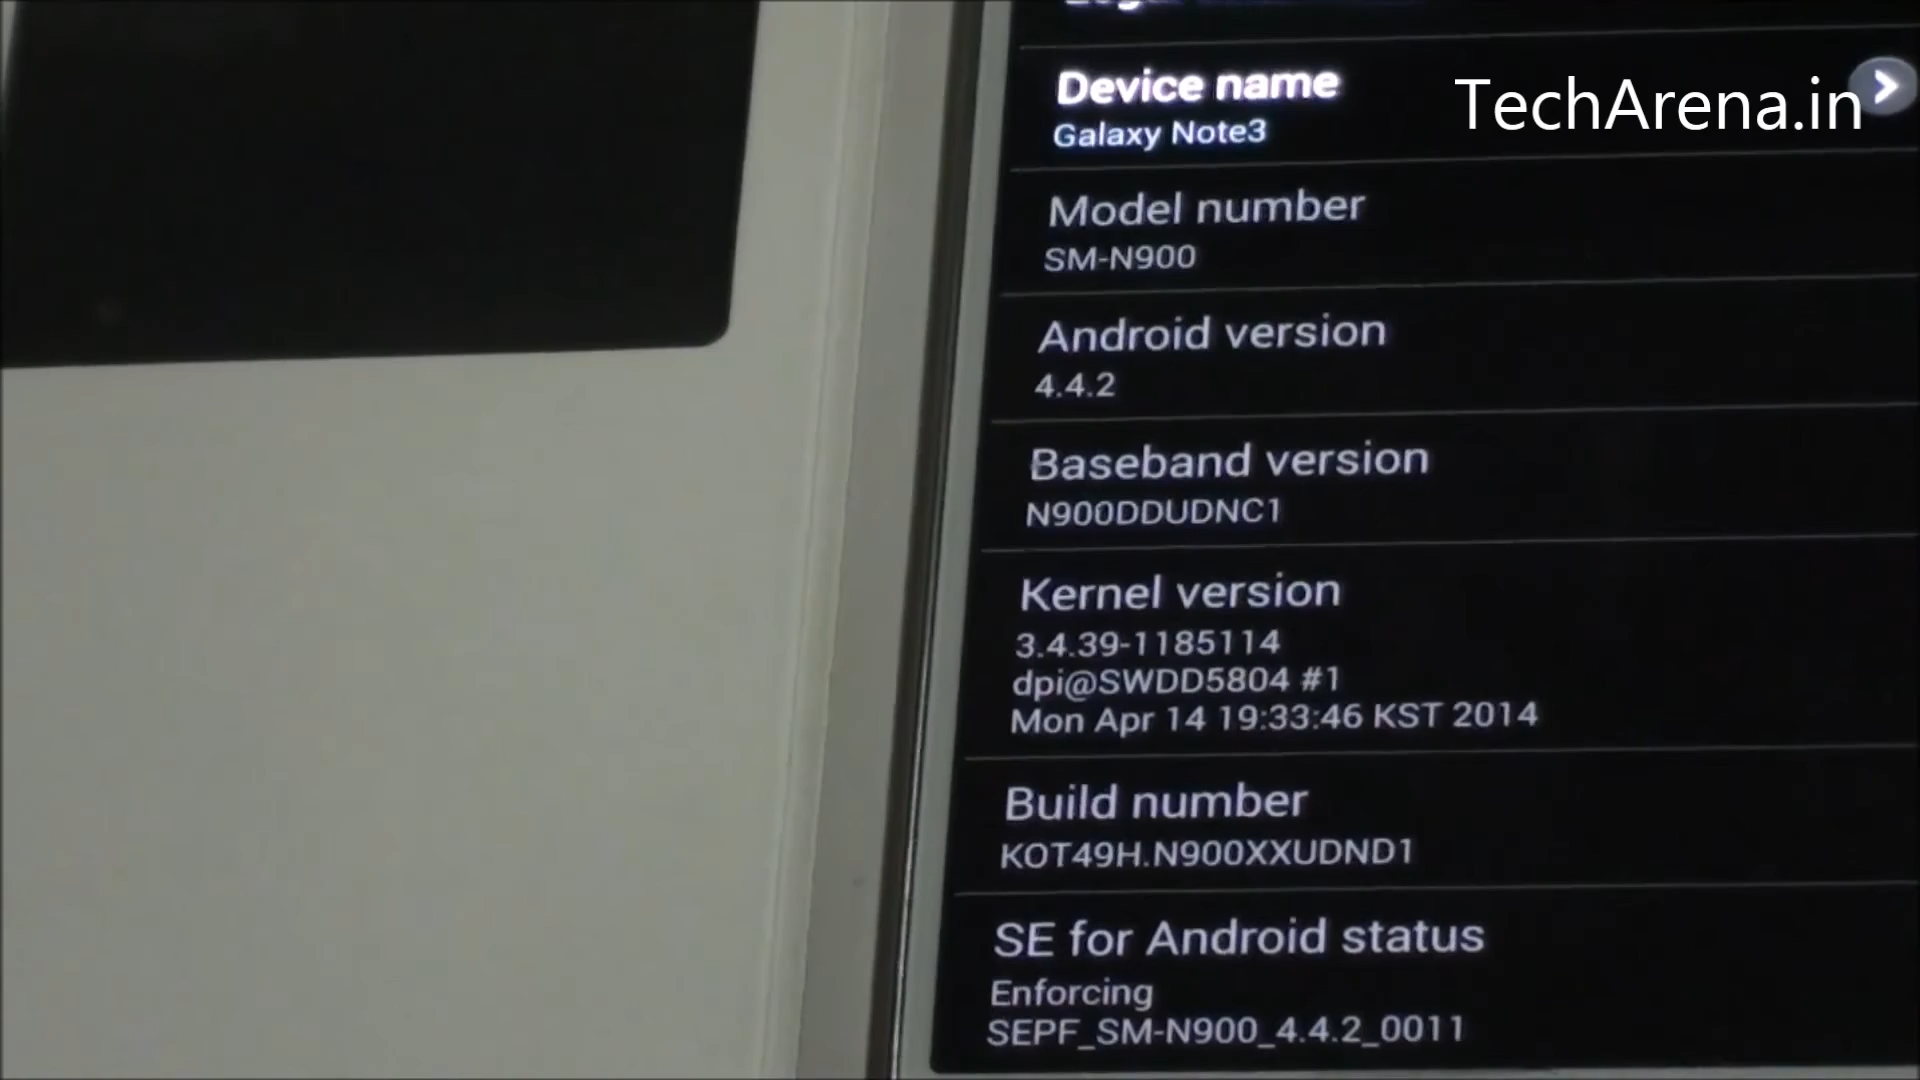 Device name
Galaxy Note3
TechArena.in
Model number
SM-N900
Android version
4.4.2
Baseband version
N900DDUDNC1
Kernel version
3.4.39-1185114
dpi@SWDD5804 #1
Mon Apr 14 19:33:46 KST 2014
Build number
KOT49H.N900XXUDND1
SE for Android status
Enforcing
SEPF_SM-N900_4.4.2_0011